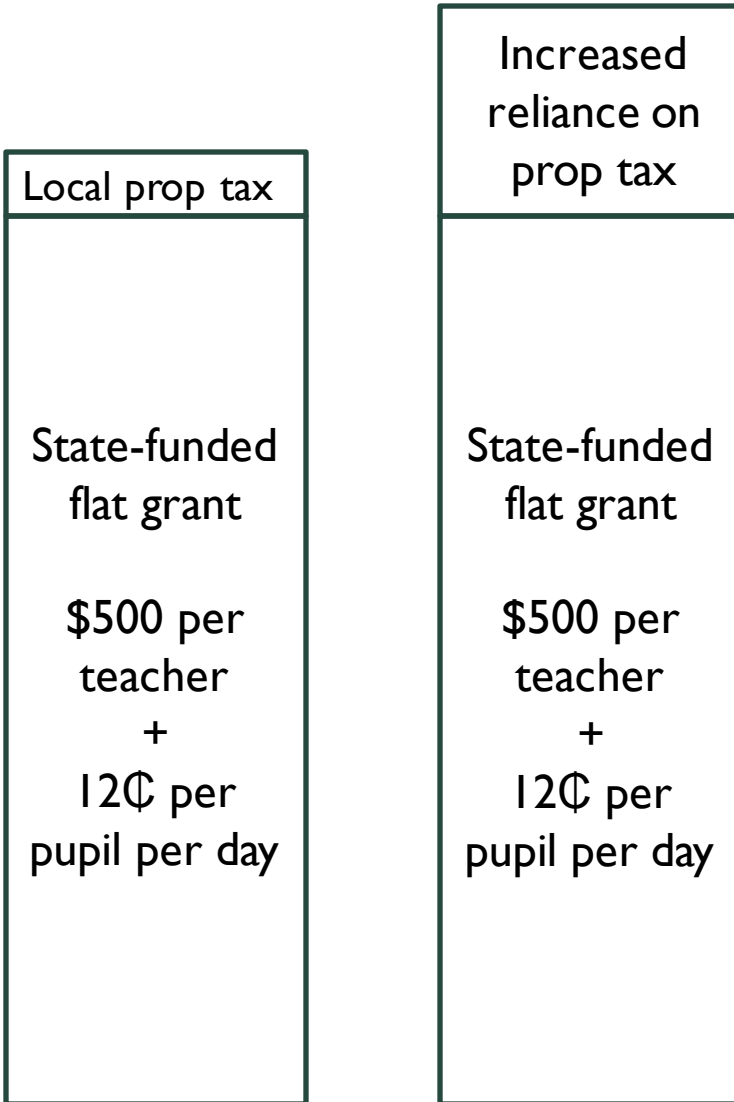 Local prop tax
State-funded
flat grant
$500 per
teacher
+
12₵ per
pupil per day
Increased
reliance on
prop tax
State-funded
flat grant
$500 per
teacher
+
12₵ per
pupil per day